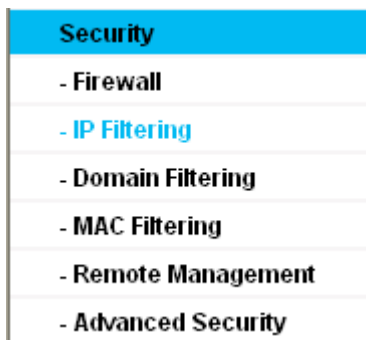 Security
- Firewall
- IP Filtering
- Domain Filtering
- MAC Filtering
- Remote Management
- Advanced Security